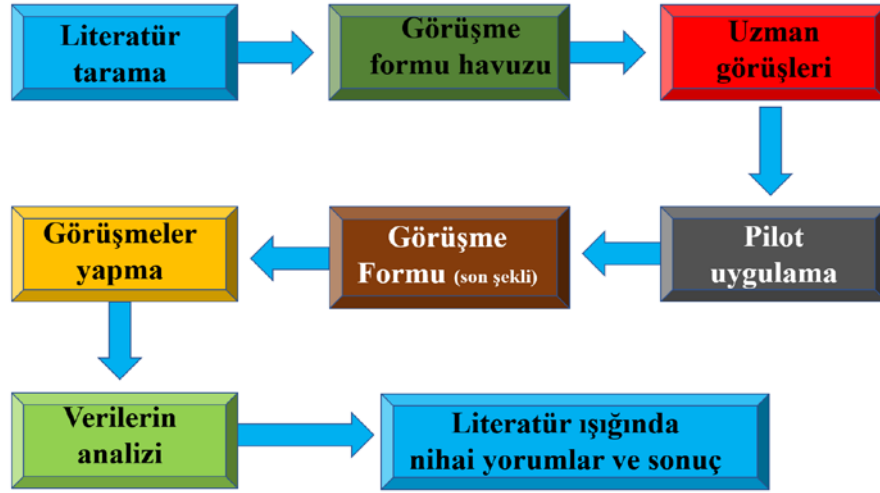 Literatür
tarama
Görüşme
formu havuzu
Uzman
görüşleri
Pilot
uygulama
Görüşme
Formu (son şekli)
Görüşmeler
yapma
Verilerin
analizi
Literatür ışığında
nihai yorumlar ve sonuç